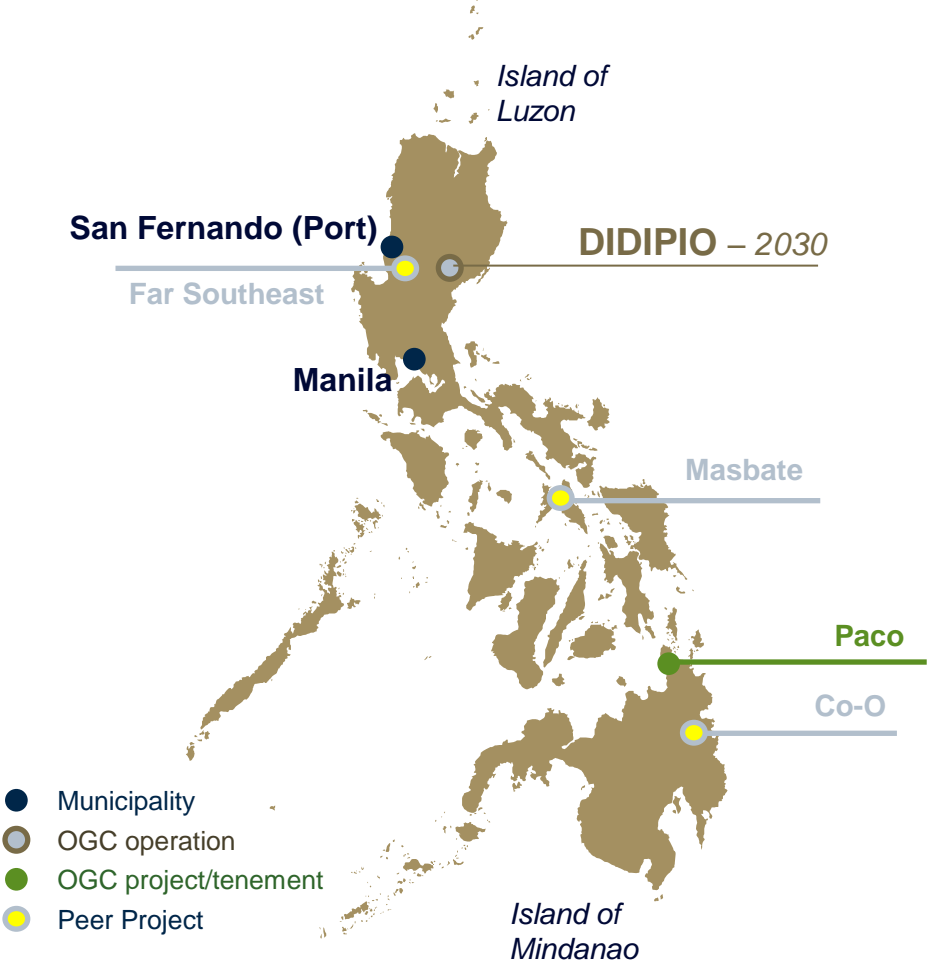 Island of
Luzon
San Fernando (Port)
DIDIPIO – 2030
Far Southeast
Manila
Masbate
Paco
Co-O
Municipality
OGC operation
OGC project/tenement
Peer Project
Island of
Mindanao